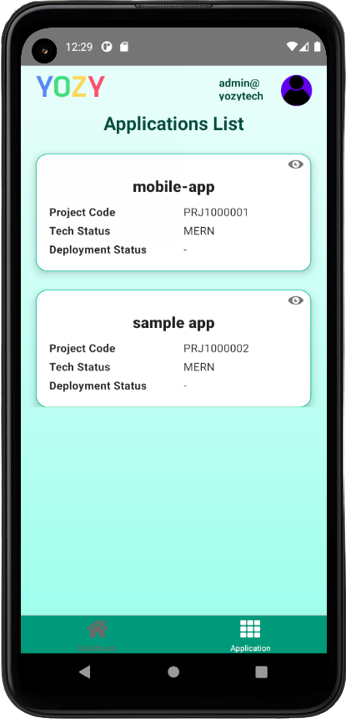 12:29
YOZY
admin@
yozytech
Applications List
mobile-app
Project Code PRJ1000001
Tech Status MERN
Deployment Status -
sample app
Project Code PRJ1000002
Tech Status MERN
Deployment Status -
Application